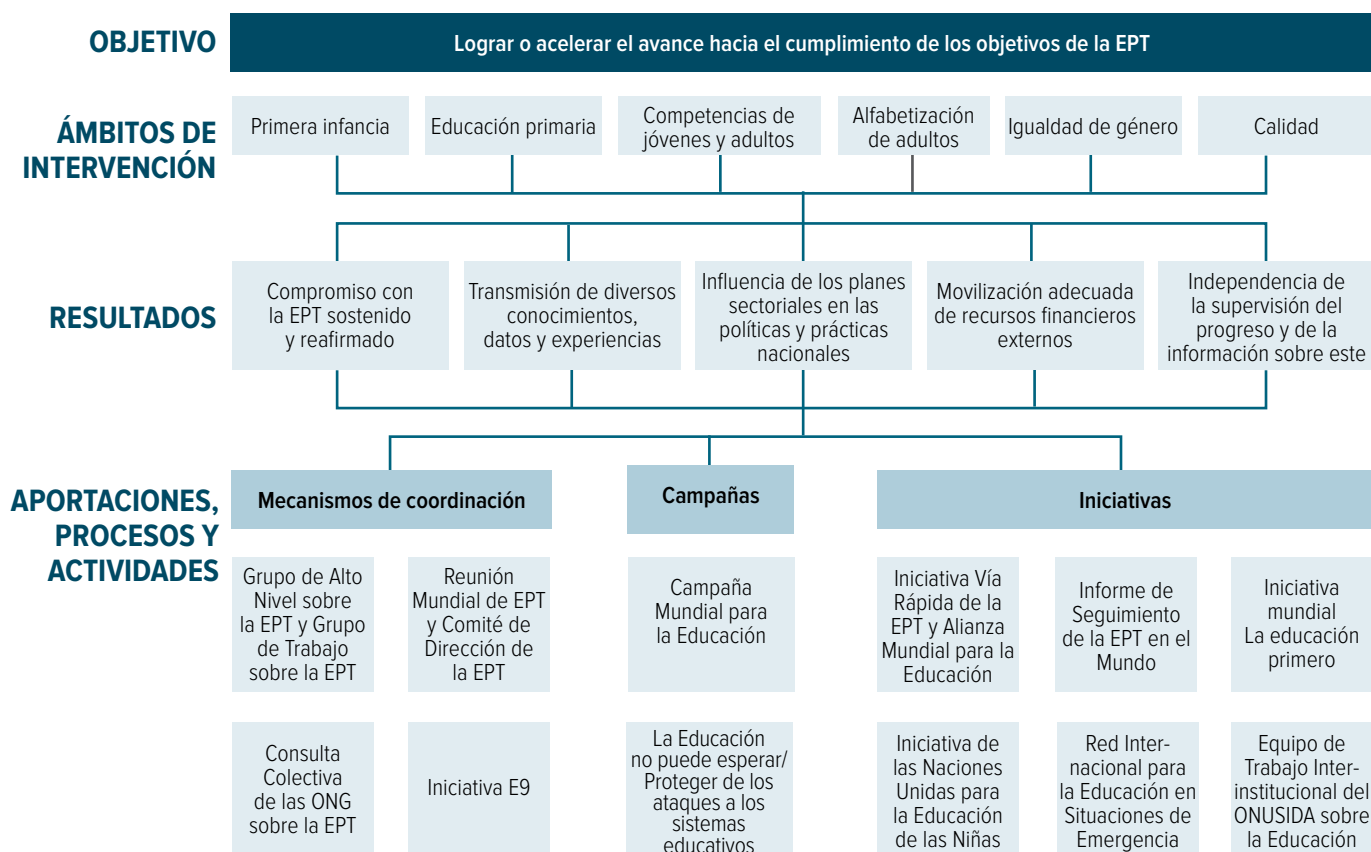 OBJETIVO
Lograr o acelerar el avance hacia el cumplimiento de los objetivos de la EPT
ÁMBITOS DE
INTERVENCIÓN
Primera infancia
Educación primaria
Competencias de
jóvenes y adultos
Alfabetización
de adultos
Igualdad de género
Calidad
RESULTADOS
Compromiso con
la EPT sostenido
y reafirmado
Transmisión de diversos
conocimientos,
datos y experiencias
Influencia de los planes
sectoriales en las
políticas y prácticas
nacionales
Movilización adecuada
de recursos financieros
externos
Independencia de
la supervisión del
progreso y de la
información sobre este
APORTACIONES,
PROCESOS Y
ACTIVIDADES
Mecanismos de coordinación
Campañas
Iniciativas
Grupo de Alto
Nivel sobre
la EPT y Grupo
de Trabajo
sobre la EPT
Reunión
Mundial de EPT
y Comité de
Dirección de
la EPT
Campaña
Mundial para
la Educación
Iniciativa Vía
Rápida de la
EPT y Alianza
Mundial para la
Educación
Informe de
Seguimiento
de la EPT en el
Mundo
Iniciativa
mundial
La educación
primero
Consulta
Colectiva
de las ONG
sobre la EPT
Iniciativa E9
La Educación
no puede esperar/
Proteger de los
ataques a los
sistemas
educativos
Iniciativa de
las Naciones
Unidas para
la Educación
de las Niñas
Red Inter-
nacional para
la Educación en
Situaciones de
Emergencia
Equipo de
Trabajo Inter-
institucional del
ONUSIDA sobre
la Educación